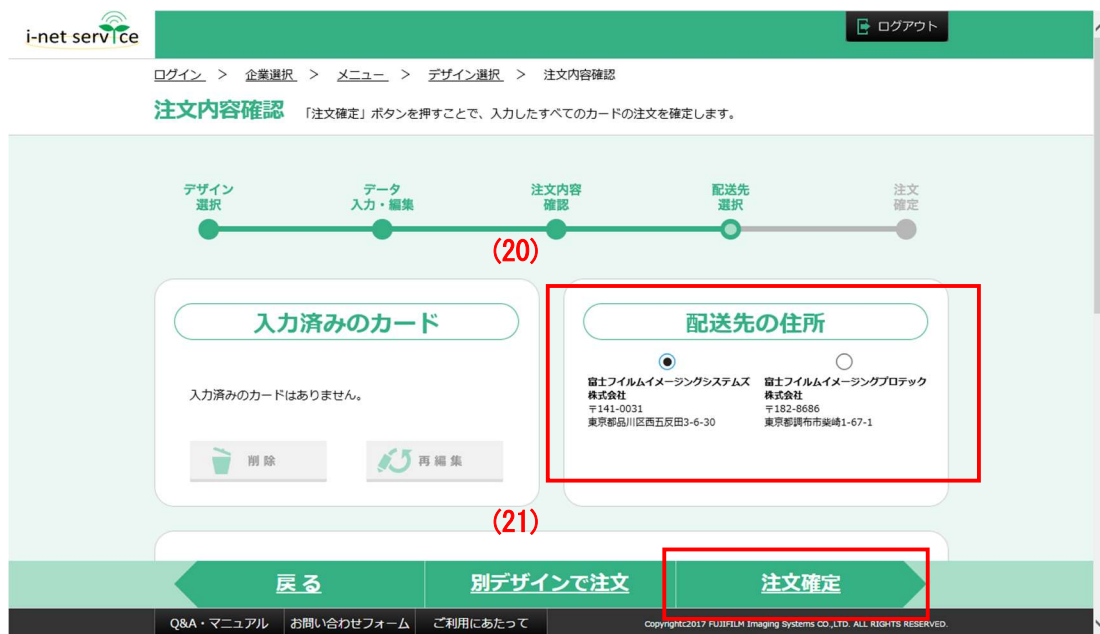 i-net service
ログアウト
ログイン > 企業選択 > メニュー > デザイン選択 > 注文内容確認
注文内容確認 「注文確定」ボタンを押すことで、入力したすべてのカードの注文を確定します。
デザイン
選択
データ
入力・編集
注文内容
確認
配送先
選択
注文
確定
(20)
入力済みのカード
入力済みのカードはありません。
削除
再編集
配送先の住所
富士フイルムイメージングシステムズ
株式会社
〒141-0031
東京都品川区西五反田3-6-30
富士フイルムイメージングプロテック
株式会社
〒182-8686
東京都調布市柴崎1-67-1
(21)
戻る
別デザインで注文
注文確定
Q&A・マニュアル
お問い合わせフォーム
ご利用にあたって
Copyrightc2017 FUJIFILM Imaging Systems CO.,LTD. ALL RIGHTS RESERVED.